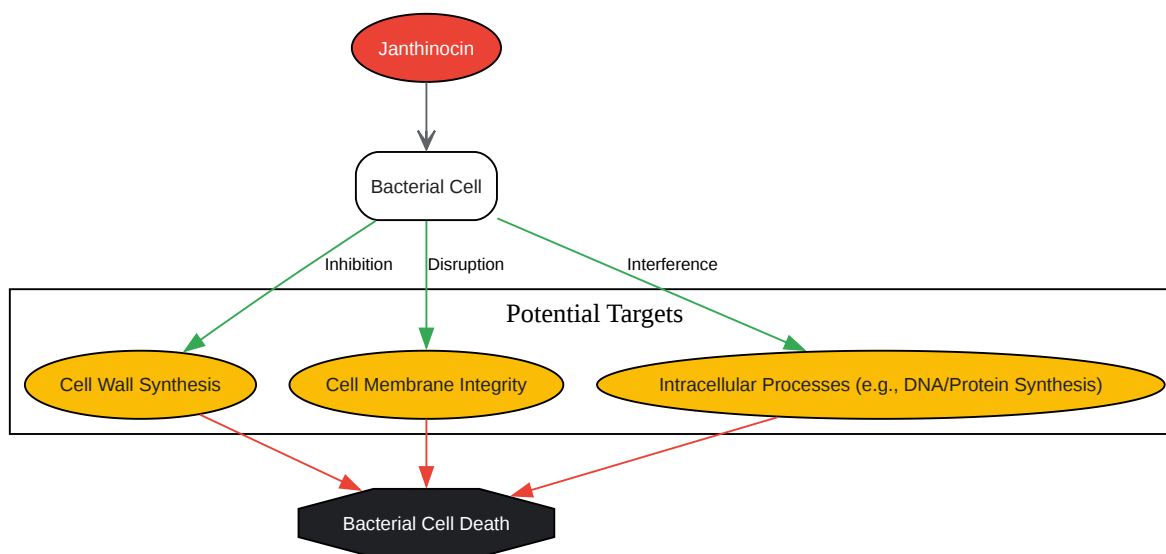 Janthinocin
Bacterial Cell
Inhibition
Disruption
Interference
Potential Targets
Cell Wall Synthesis
Cell Membrane Integrity
Intracellular Processes (e.g., DNA/Protein Synthesis)
Bacterial Cell Death